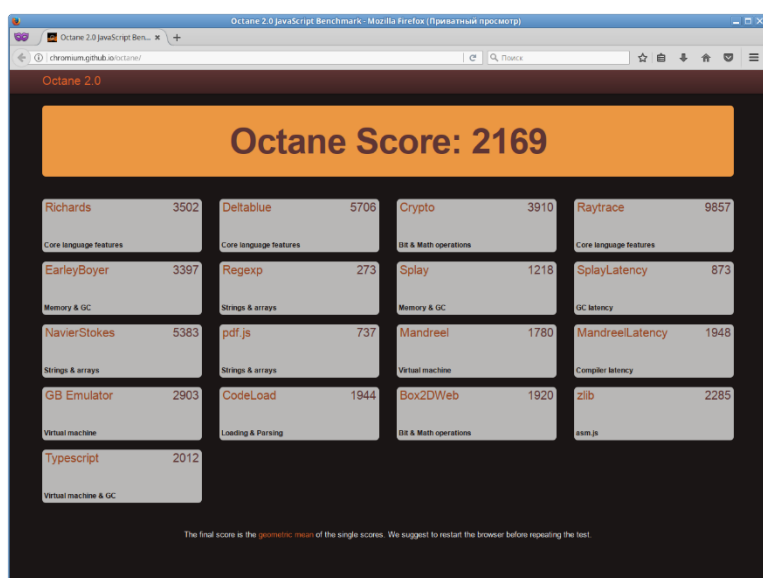 Octane 2.0 JavaScript Benchmark - Mozilla Firefox (Приватный просмотр)
Octane 2.0 JavaScript Ben...
chromium.github.io/octane/
Поиск
Octane 2.0
Octane Score: 2169
Richards 3502 Deltablue 5706 Crypto 3910 Raytrace 9857
Core language features Core language features Bit & Math operations Core language features
EarleyBoyer 3397 Regexp 273 Splay 1218 SplayLatency 873
Memory & GC Strings & arrays Memory & GC GC latency
NavierStokes 5383 pdf.js 737 Mandreel 1780 MandreelLatency 1948
Strings & arrays Strings & arrays Virtual machine Compiler latency
GB Emulator 2903 CodeLoad 1944 Box2DWeb 1920 zlib 2285
Virtual machine Loading & Parsing Bit & Math operations asm.js
Typescript 2012
Virtual machine & GC
The final score is the geometric mean of the single scores. We suggest to restart the browser before repeating the test.